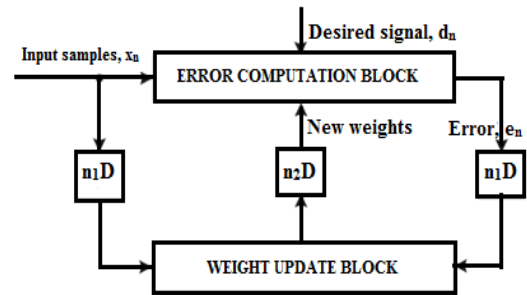 Desired signal, dn
Input samples, xn
ERROR COMPUTATION BLOCK
New weights
Error, en
n1D
n2D
n1D
WEIGHT UPDATE BLOCK